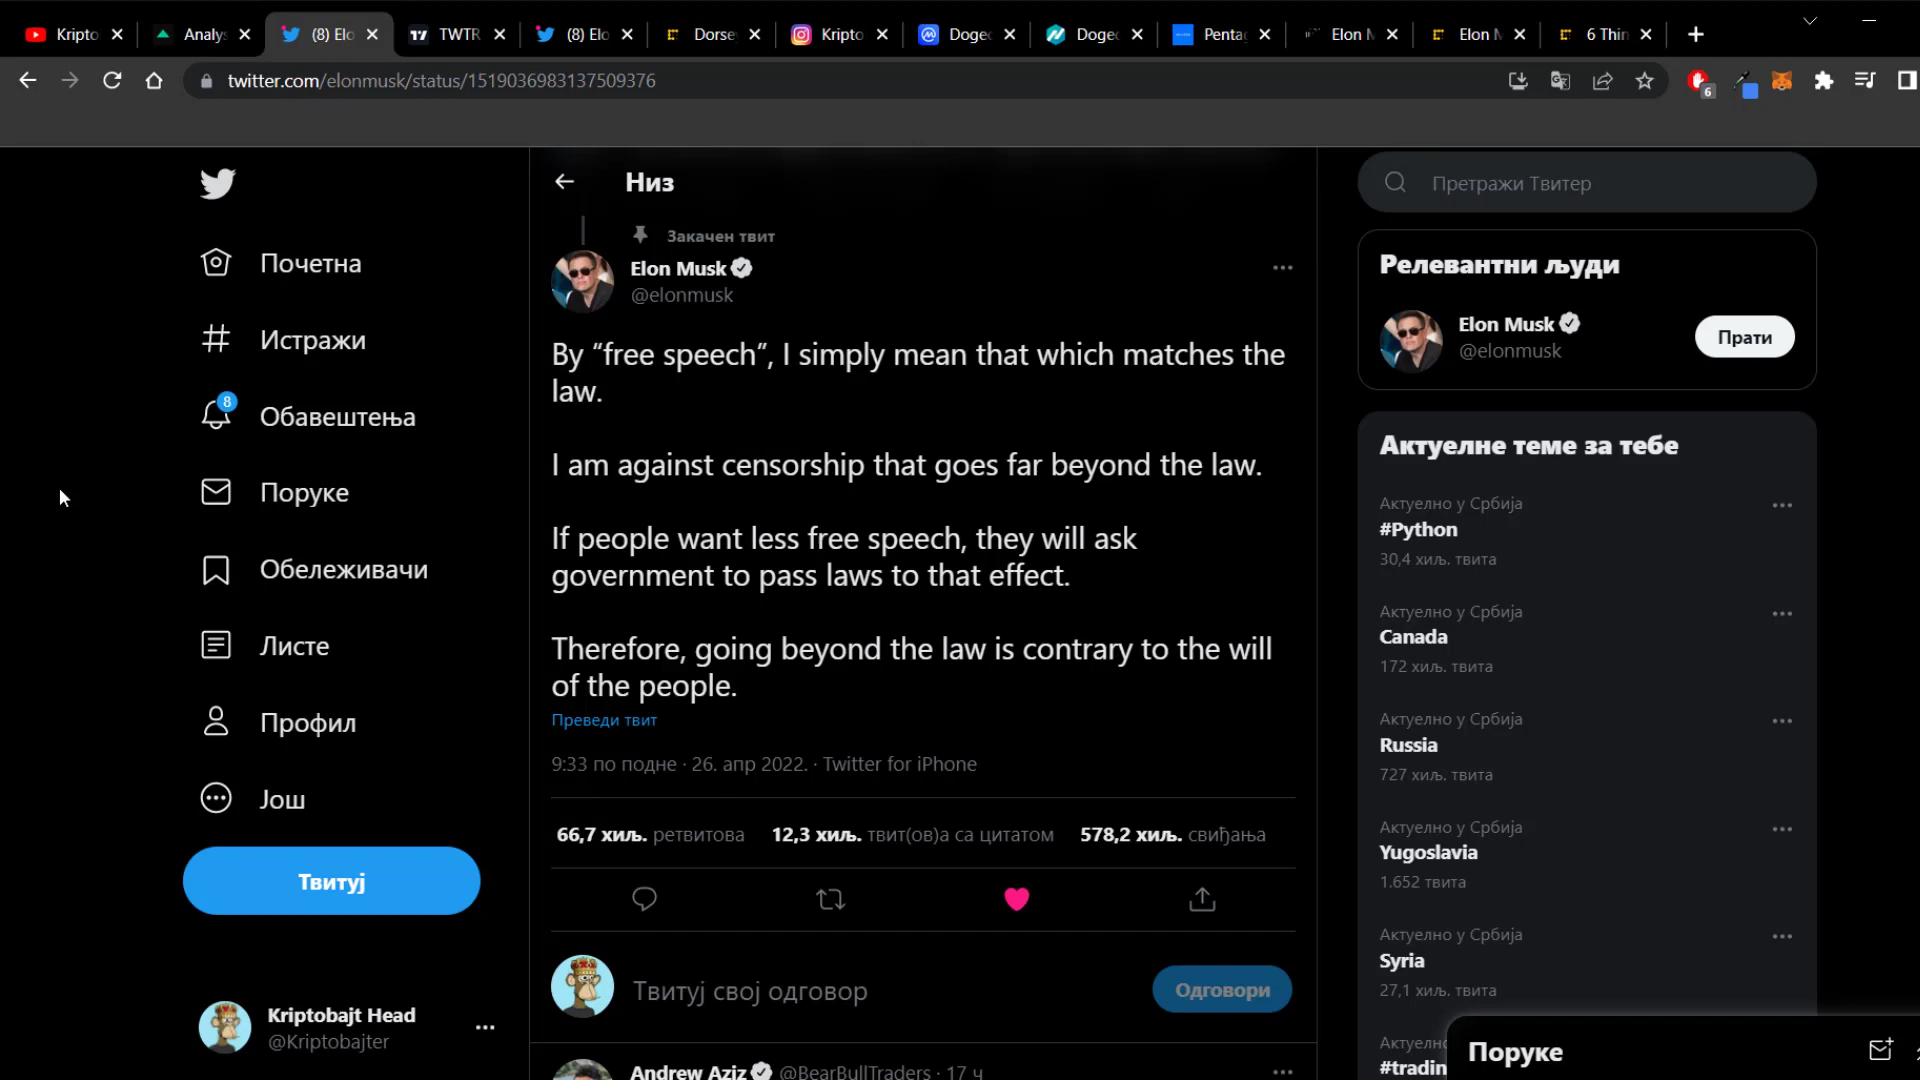 Kripto
Analys
(8) Elo
TWTR
(8) Elo
Dorse
Kripto
Doge
Doge
Penta
Elon M
Elon M
6 Thin
twitter.com/elonmusk/status/1519036983137509376
6
Почетна
Истражи
8
Обавештења
Поруке
Обележивачи
Листе
Профил
Још
Твитуј
Kriptobajt Head
@Kriptobajter
Низ
Закачен твит
Elon Musk
@elonmusk
By “free speech”, I simply mean that which matches the
law.
I am against censorship that goes far beyond the law.
If people want less free speech, they will ask
government to pass laws to that effect.
Therefore, going beyond the law is contrary to the will
of the people.
Преведи твит
9:33 по подне · 26. апр 2022. · Twitter for iPhone
66,7 хиљ. ретвитова 12,3 хиљ. твит(ов)а са цитатом 578,2 хиљ. свиђања
Твитуј свој одговор
Одговори
Andrew Aziz @BearBullTraders · 17 ч
Претражи Твитер
Релевантни људи
Elon Musk
@elonmusk
Прати
Актуелне теме за тебе
Актуелно у Србија
#Python
30,4 хиљ. твита
Актуелно у Србија
Canada
172 хиљ. твита
Актуелно у Србија
Russia
727 хиљ. твита
Актуелно у Србија
Yugoslavia
1.652 твита
Актуелно у Србија
Syria
27,1 хиљ. твита
Актуелно
#tradin
Поруке